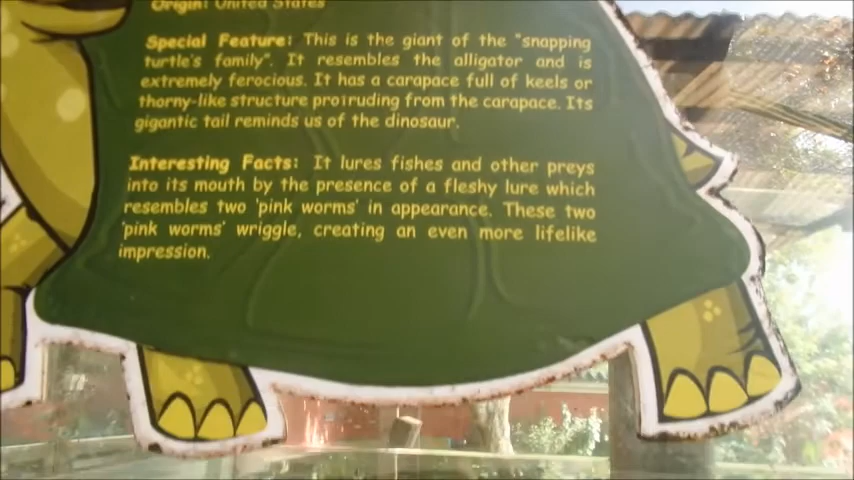 Origin: United States
Special Feature: This is the giant of the "snapping
turtle's family". It resembles the alligator and is
extremely ferocious. It has a carapace full of keels or
thorny-like structure protruding from the carapace. Its
gigantic tail reminds us of the dinosaur.
Interesting Facts: It lures fishes and other preys
into its mouth by the presence of a fleshy lure which
resembles two 'pink worms' in appearance. These two
'pink worms' wriggle, creating an even more lifelike
impression.